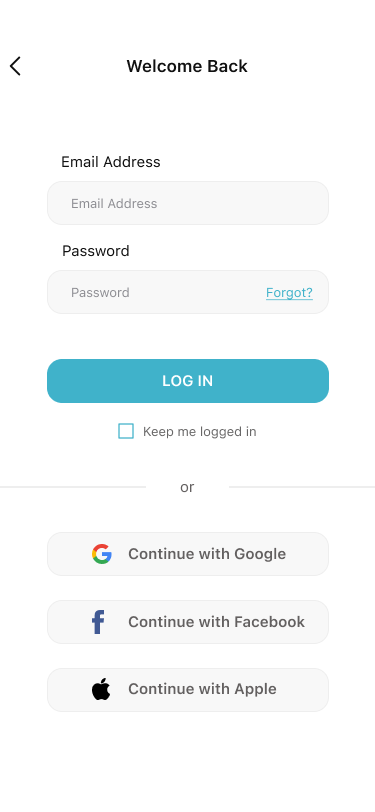 Welcome Back
Email Address
Email Address
Password
Password Forgot?
LOG IN
Keep me logged in
or
Continue with Google
Continue with Facebook
Continue with Apple